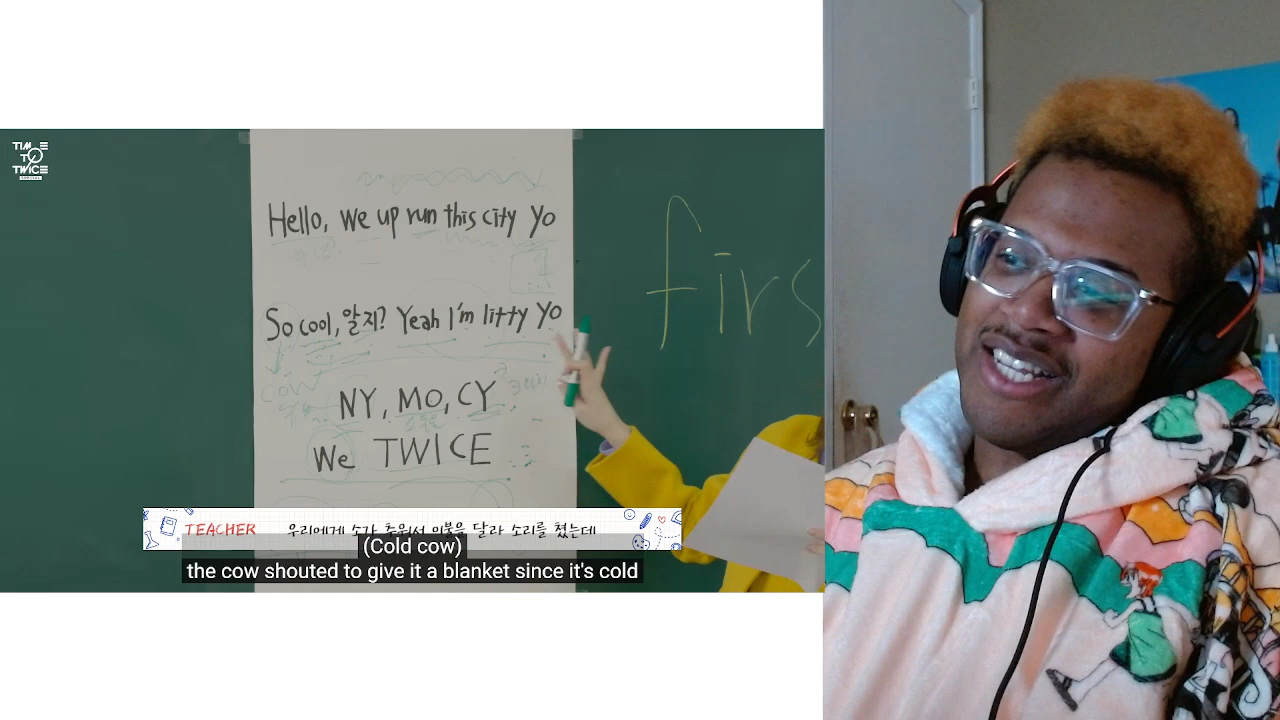 TIME
TO
TWICE
Hello, we up run this city Yo
So cool, 알지? Yeah I'm litty Yo
cow
NY, MO, CY
We TWICE
firs
TEACHER 우리에게 소가 추워서 이불을 달라 소리를 쳤는데
(Cold cow)
the cow shouted to give it a blanket since it's cold